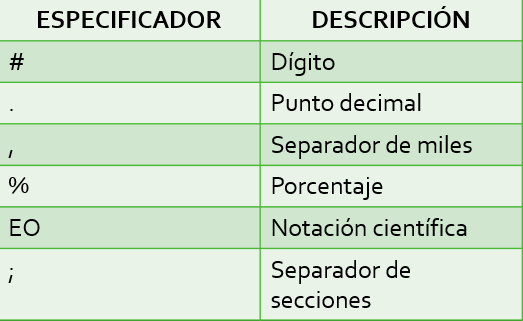 ESPECIFICADOR DESCRIPCIÓN
# Dígito
. Punto decimal
, Separador de miles
% Porcentaje
EO Notación científica
; Separador de
secciones